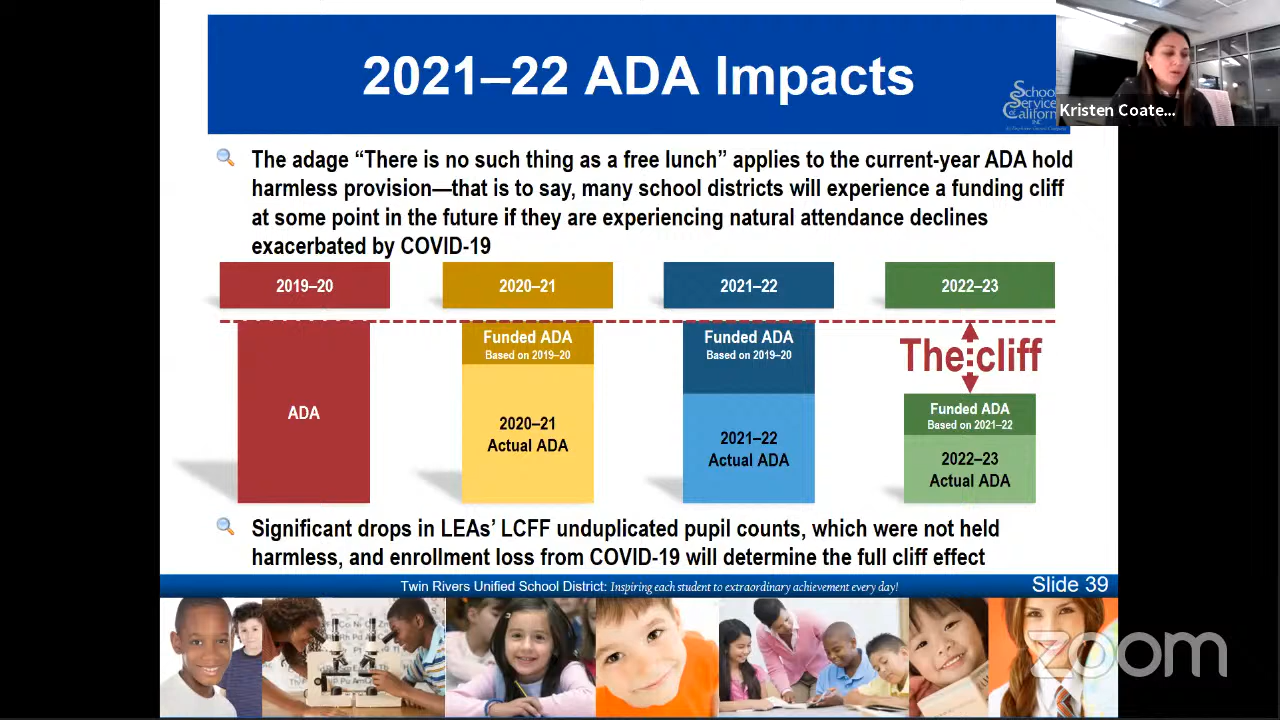 2021–22 ADA Impacts
School
Services
of California
INC.
Kristen Coate...
The adage “There is no such thing as a free lunch” applies to the current-year ADA hold
harmless provision—that is to say, many school districts will experience a funding cliff
at some point in the future if they are experiencing natural attendance declines
exacerbated by COVID-19
2019–20
2020–21
2021–22
2022–23
ADA
Funded ADA
Based on 2019–20
2020–21
Actual ADA
Funded ADA
Based on 2019–20
2021–22
Actual ADA
The cliff
Funded ADA
Based on 2021–22
2022–23
Actual ADA
Significant drops in LEAs’ LCFF unduplicated pupil counts, which were not held
harmless, and enrollment loss from COVID-19 will determine the full cliff effect
Twin Rivers Unified School District: Inspiring each student to extraordinary achievement every day!
Slide 39
zoom